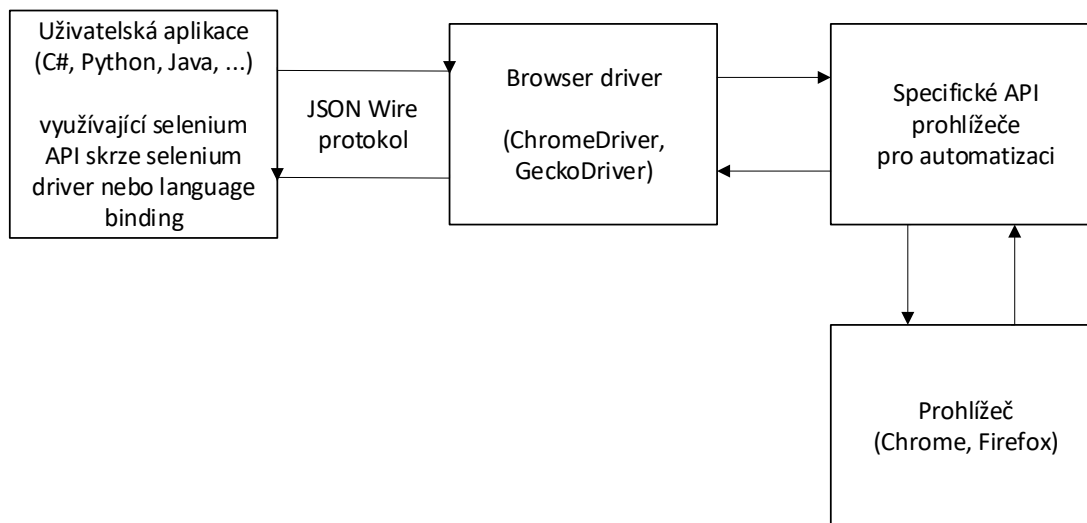 Uživatelská aplikace
(C#, Python, Java, ...)
využívající selenium
API skrze selenium
driver nebo language
binding
JSON Wire
protokol
Browser driver
(ChromeDriver,
GeckoDriver)
Specifické API
prohlížeče
pro automatizaci
Prohlížeč
(Chrome, Firefox)